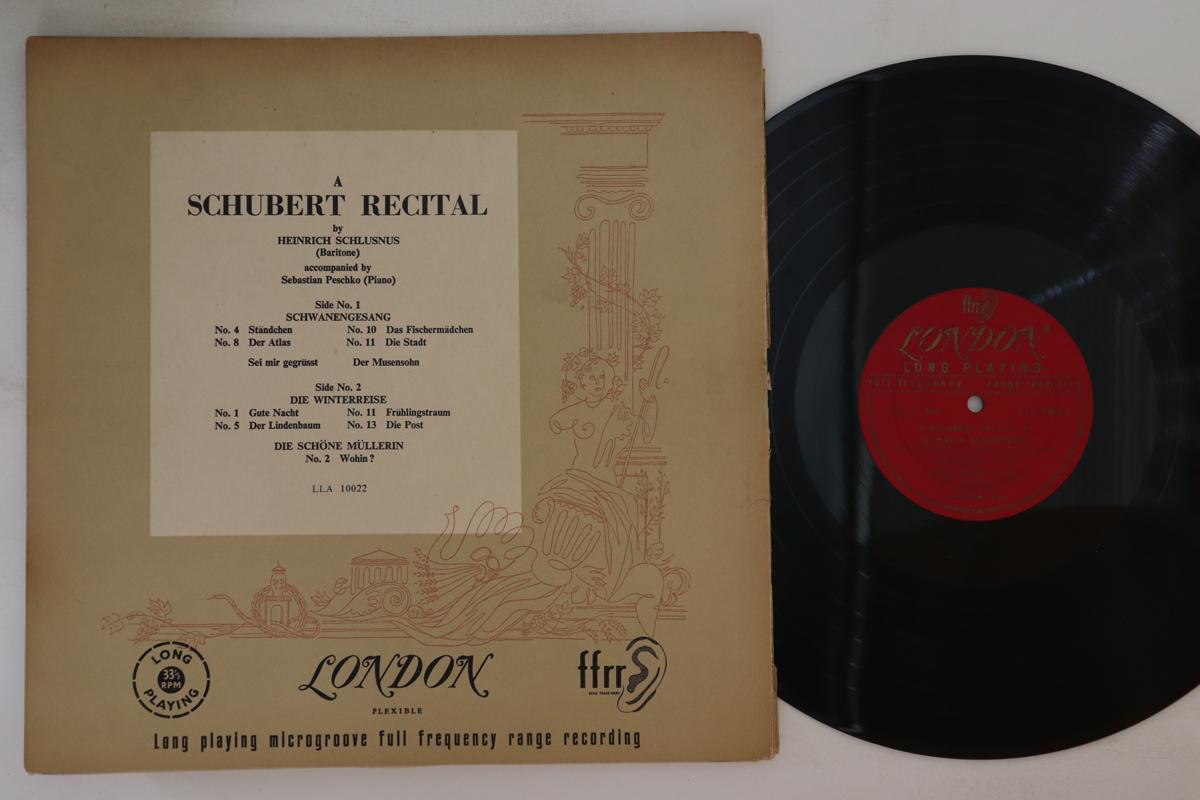 A
SCHUBERT RECITAL
by
HEINRICH SCHLUSNUS
(Baritone)
accompanied by
Sebastian Peschko (Piano)
Side No. 1
SCHWANENGESANG
No. 4 Ständchen No. 10 Das Fischermädchen
No. 8 Der Atlas No. 11 Die Stadt
Sei mir gegrüsst Der Musensohn
Side No. 2
DIE WINTERREISE
No. 1 Gute Nacht No. 11 Frühlingstraum
No. 5 Der Lindenbaum No. 13 Die Post
DIE SCHÖNE MÜLLERIN
No. 2 Wohin?
LLA 10022
LONG
33⅓
RPM
PLAYING
LONDON
FLEXIBLE
ffrr
Long playing microgroove full frequency range recording
ffrr
LONDON
LONG PLAYING
full frequency range recording